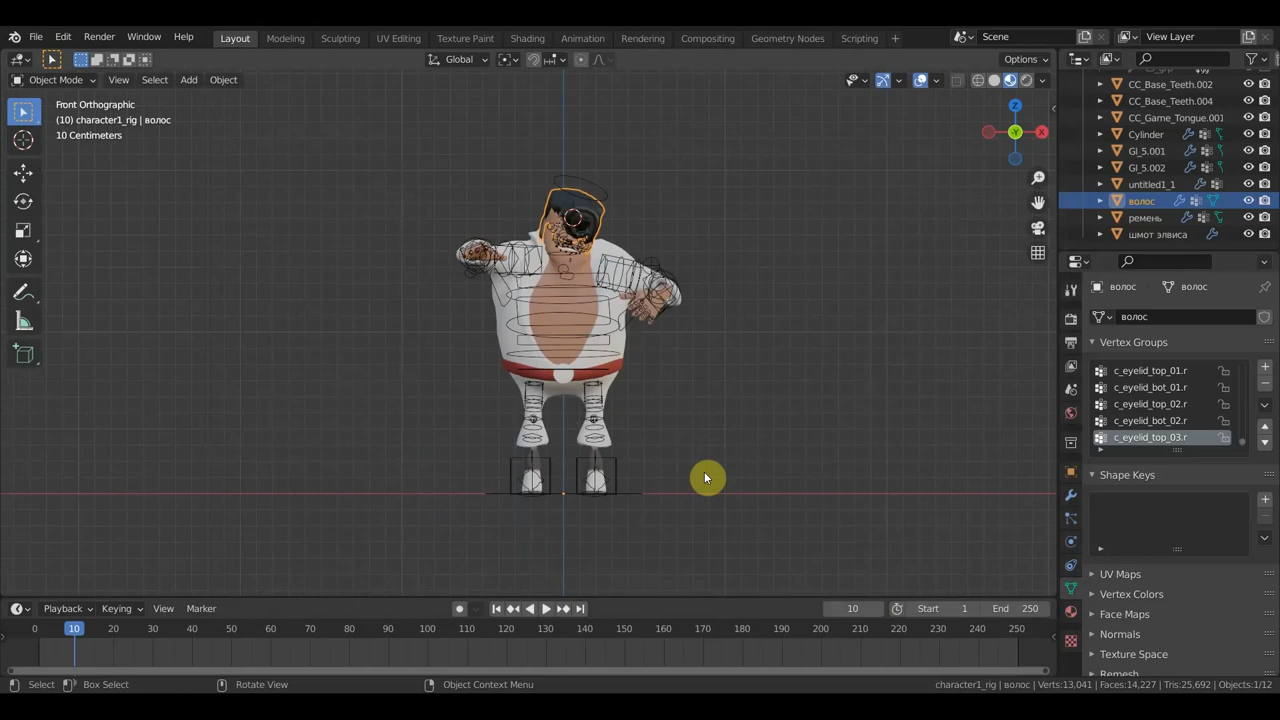 File Edit Render Window Help Layout Modeling Sculpting UV Editing Texture Paint Shading Animation Rendering Compositing Geometry Nodes Scripting + Scene View Layer
Global Options
Object Mode View Select Add Object
Front Orthographic
(10) character1_rig | волос
10 Centimeters
Z
X
-Y
CC_Base_Teeth.002
CC_Base_Teeth.004
CC_Game_Tongue.001
Cylinder
GI_5.001
GI_5.002
untitled1_1
волос
ремень
шмот элвиса
волос волос
волос
Vertex Groups
c_eyelid_top_01.r
c_eyelid_bot_01.r
c_eyelid_top_02.r
c_eyelid_bot_02.r
c_eyelid_top_03.r
Shape Keys
UV Maps
Vertex Colors
Face Maps
Normals
Texture Space
Playback Keying View Marker 10 Start 1 End 250
0 10 20 30 40 50 60 70 80 90 100 110 120 130 140 150 160 170 180 190 200 210 220 230 240 250
Select Box Select Rotate View Object Context Menu character1_rig | волос | Verts:13,041 | Faces:14,227 | Tris:25,692 | Objects:1/12